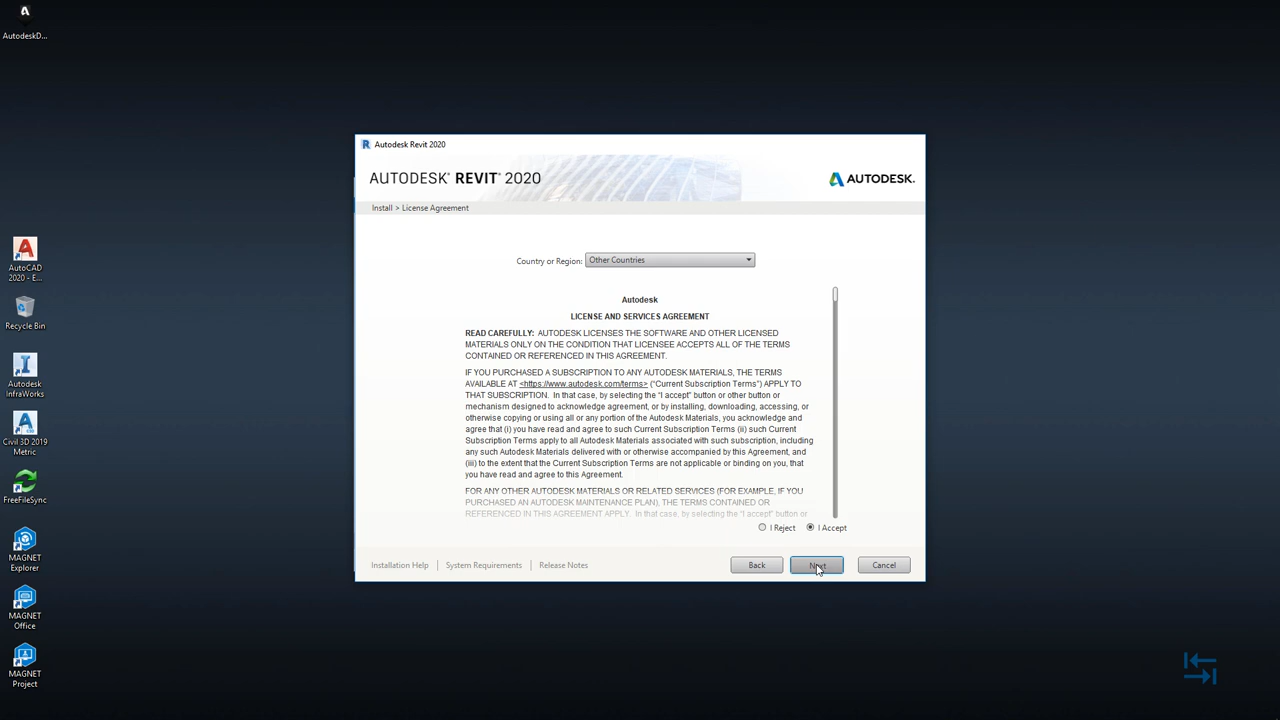 AutodeskD...
Autodesk Revit 2020
AUTODESK® REVIT® 2020
AUTODESK.
Install > License Agreement
Country or Region: Other Countries
Autodesk
LICENSE AND SERVICES AGREEMENT
READ CAREFULLY: AUTODESK LICENSES THE SOFTWARE AND OTHER LICENSED
MATERIALS ONLY ON THE CONDITION THAT LICENSEE ACCEPTS ALL OF THE TERMS
CONTAINED OR REFERENCED IN THIS AGREEMENT.
IF YOU PURCHASED A SUBSCRIPTION TO ANY AUTODESK MATERIALS, THE TERMS
AVAILABLE AT <https://www.autodesk.com/terms> ("Current Subscription Terms") APPLY TO
THAT SUBSCRIPTION. In that case, by selecting the "I accept" button or other button or
mechanism designed to acknowledge agreement, or by installing, downloading, accessing, or
otherwise copying or using all or any portion of the Autodesk Materials, you acknowledge and
agree that (i) you have read and agree to such Current Subscription Terms (ii) such Current
Subscription Terms apply to all Autodesk Materials associated with such subscription, including
any such Autodesk Materials delivered with or otherwise accompanied by this Agreement, and
(iii) to the extent that the Current Subscription Terms are not applicable or binding on you, that
you have read and agree to this Agreement.
FOR ANY OTHER AUTODESK MATERIALS OR RELATED SERVICES (FOR EXAMPLE, IF YOU
PURCHASED AN AUTODESK MAINTENANCE PLAN), THE TERMS CONTAINED OR
REFERENCED IN THIS AGREEMENT APPLY. In that case, by selecting the "I accept" button or
I Reject I Accept
Installation Help System Requirements Release Notes Back Next Cancel
AutoCAD
2020 - E...
Recycle Bin
Autodesk
InfraWorks
Civil 3D 2019
Metric
FreeFileSync
MAGNET
Explorer
MAGNET
Office
MAGNET
Project